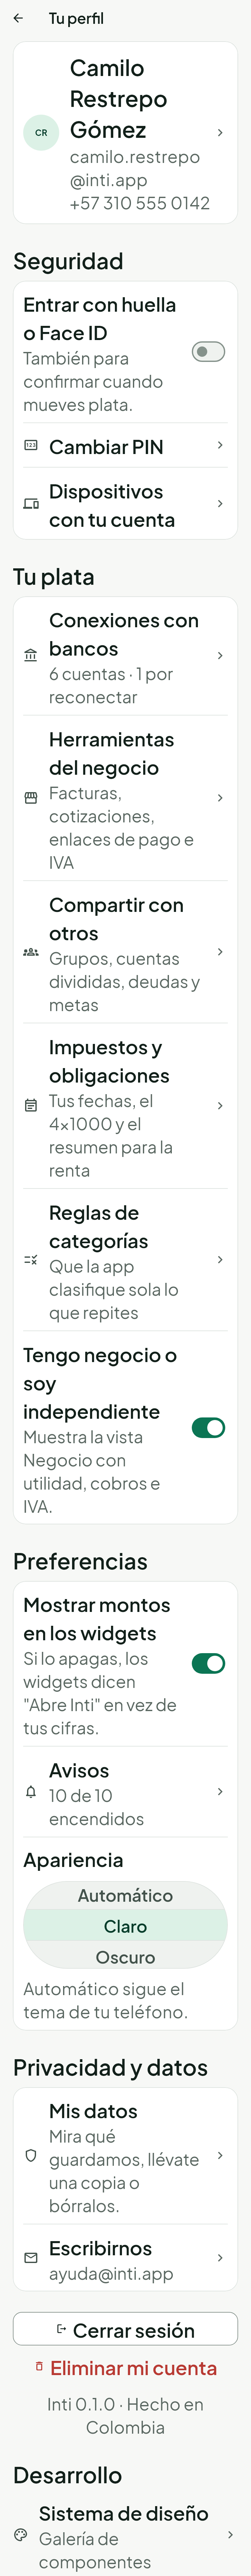 Tu perfil
Camilo
Restrepo
Gómez
CR
camilo.restrepo
@inti.app
+57 310 555 0142
Seguridad
Entrar con huella
o Face ID
También para
confirmar cuando
mueves plata.
123
Cambiar PIN
Dispositivos
con tu cuenta
Tu plata
Conexiones con
bancos
6 cuentas · 1 por
reconectar
Herramientas
del negocio
Facturas,
cotizaciones,
enlaces de pago e
IVA
Compartir con
otros
Grupos, cuentas
divididas, deudas y
metas
Impuestos y
obligaciones
Tus fechas, el
4×1000 y el
resumen para la
renta
Reglas de
categorías
Que la app
clasifique sola lo
que repites
Tengo negocio o
soy
independiente
Muestra la vista
Negocio con
utilidad, cobros e
IVA.
Preferencias
Mostrar montos
en los widgets
Si lo apagas, los
widgets dicen
"Abre Inti" en vez de
tus cifras.
Avisos
10 de 10
encendidos
Apariencia
Automático
Claro
Oscuro
Automático sigue el
tema de tu teléfono.
Privacidad y datos
Mis datos
Mira qué
guardamos, llévate
una copia o
bórralos.
Escribirnos
ayuda@inti.app
Cerrar sesión
Eliminar mi cuenta
Inti 0.1.0 · Hecho en
Colombia
Desarrollo
Sistema de diseño
Galería de
componentes